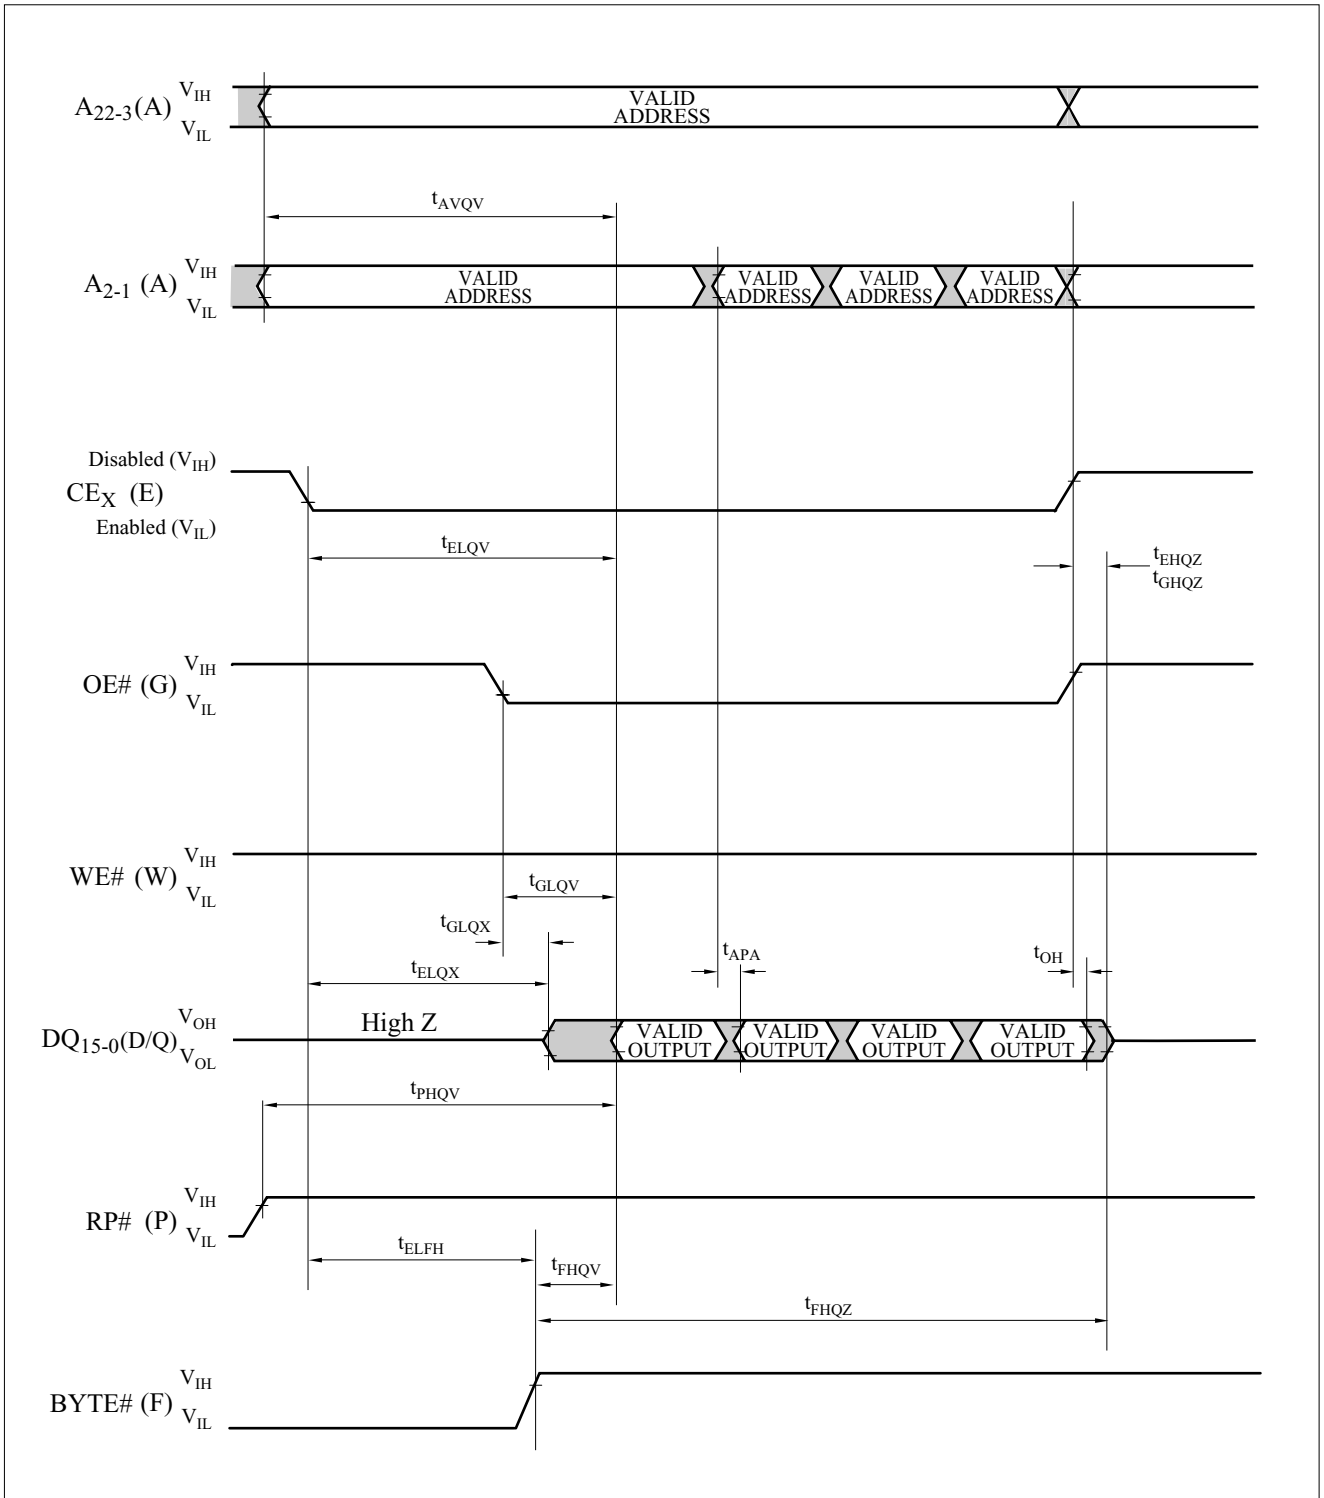 A22-3(A) VIH VIL VALID ADDRESS
tAVQV
A2-1 (A) VIH VIL VALID ADDRESS VALID ADDRESS VALID ADDRESS VALID ADDRESS
Disabled (VIH)
CEX (E)
Enabled (VIL)
tELQV
tEHQZ
tGHQZ
OE# (G) VIH VIL
WE# (W) VIH VIL
tGLQV
tGLQX
tAPA
tOH
tELQX
DQ15-0(D/Q) VOH VOL High Z VALID OUTPUT VALID OUTPUT VALID OUTPUT VALID OUTPUT
tPHQV
RP# (P) VIH VIL
tELFH
tFHQV
tFHQZ
BYTE# (F) VIH VIL